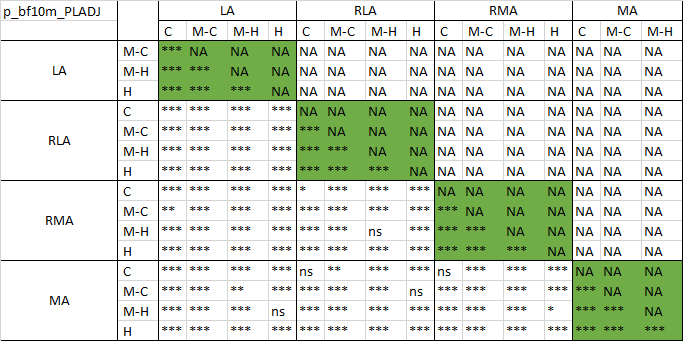 p_bf10m_PLADJ LA RLA RMA MA
C M-C M-H H C M-C M-H H C M-C M-H H C M-C M-H
LA M-C *** NA NA NA NA NA NA NA NA NA NA NA NA NA NA
M-H *** *** NA NA NA NA NA NA NA NA NA NA NA NA NA
H *** *** *** NA NA NA NA NA NA NA NA NA NA NA NA
RLA C *** *** *** *** NA NA NA NA NA NA NA NA NA NA NA
M-C *** *** *** *** *** NA NA NA NA NA NA NA NA NA NA
M-H *** *** *** *** *** *** NA NA NA NA NA NA NA NA NA
H *** *** *** *** *** *** *** NA NA NA NA NA NA NA NA
RMA C *** *** *** *** * *** *** *** NA NA NA NA NA NA NA
M-C ** *** *** *** *** *** *** *** *** NA NA NA NA NA NA
M-H *** *** *** *** *** *** ns *** *** *** NA NA NA NA NA
H *** *** *** *** *** *** *** *** *** *** *** NA NA NA NA
MA C *** *** *** *** ns ** *** *** ns *** *** *** NA NA NA
M-C *** *** ** *** *** *** *** ns *** *** *** *** *** NA NA
M-H *** *** *** ns *** *** *** *** *** *** *** * *** *** NA
H *** *** *** *** *** *** *** *** *** *** *** *** *** *** ***